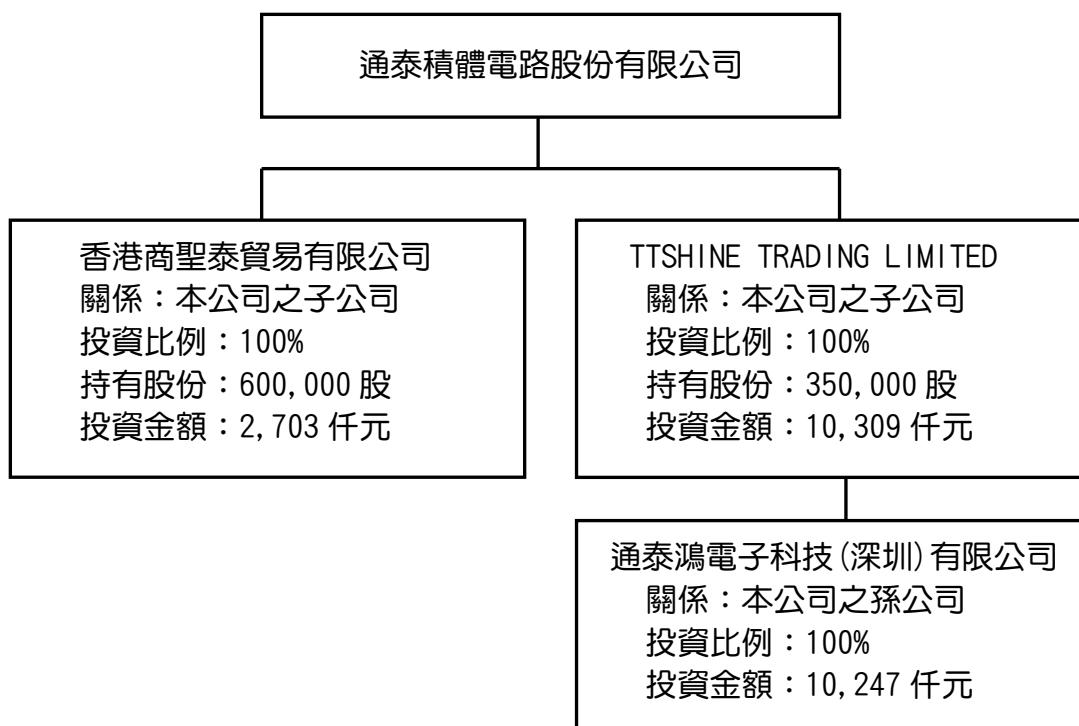 通泰積體電路股份有限公司
香港商聖泰貿易有限公司
關係：本公司之子公司
投資比例：100%
持有股份：600,000 股
投資金額：2,703 仟元
TTSHINE TRADING LIMITED
關係：本公司之子公司
投資比例：100%
持有股份：350,000 股
投資金額：10,309 仟元
通泰鴻電子科技(深圳)有限公司
關係：本公司之孫公司
投資比例：100%
投資金額：10,247 仟元